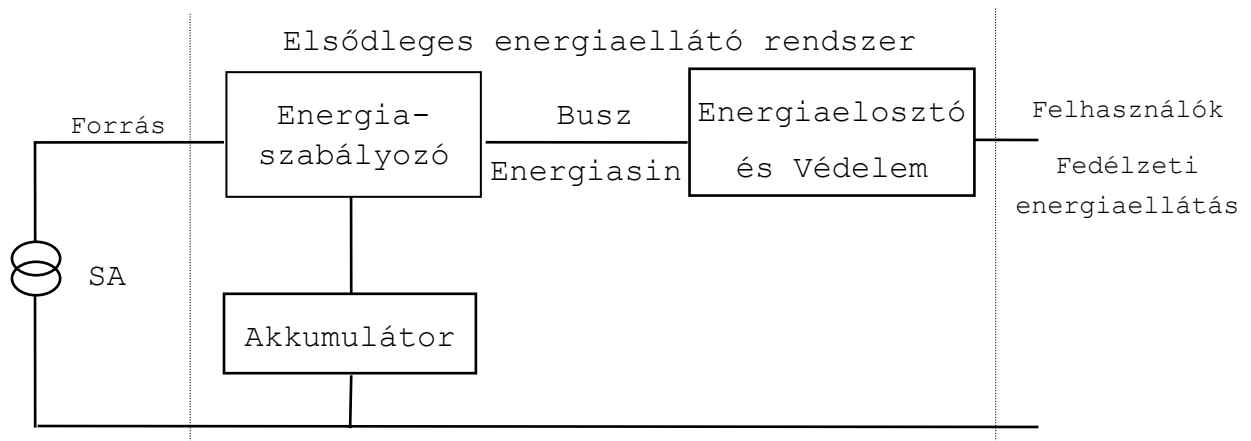 Elsődleges energiaellátó rendszer
Forrás
SA
Energia-
szabályozó
Akkumulátor
Busz
Energiasin
Energiaelosztó
és Védelem
Felhasználók
Fedélzeti
energiaellátás